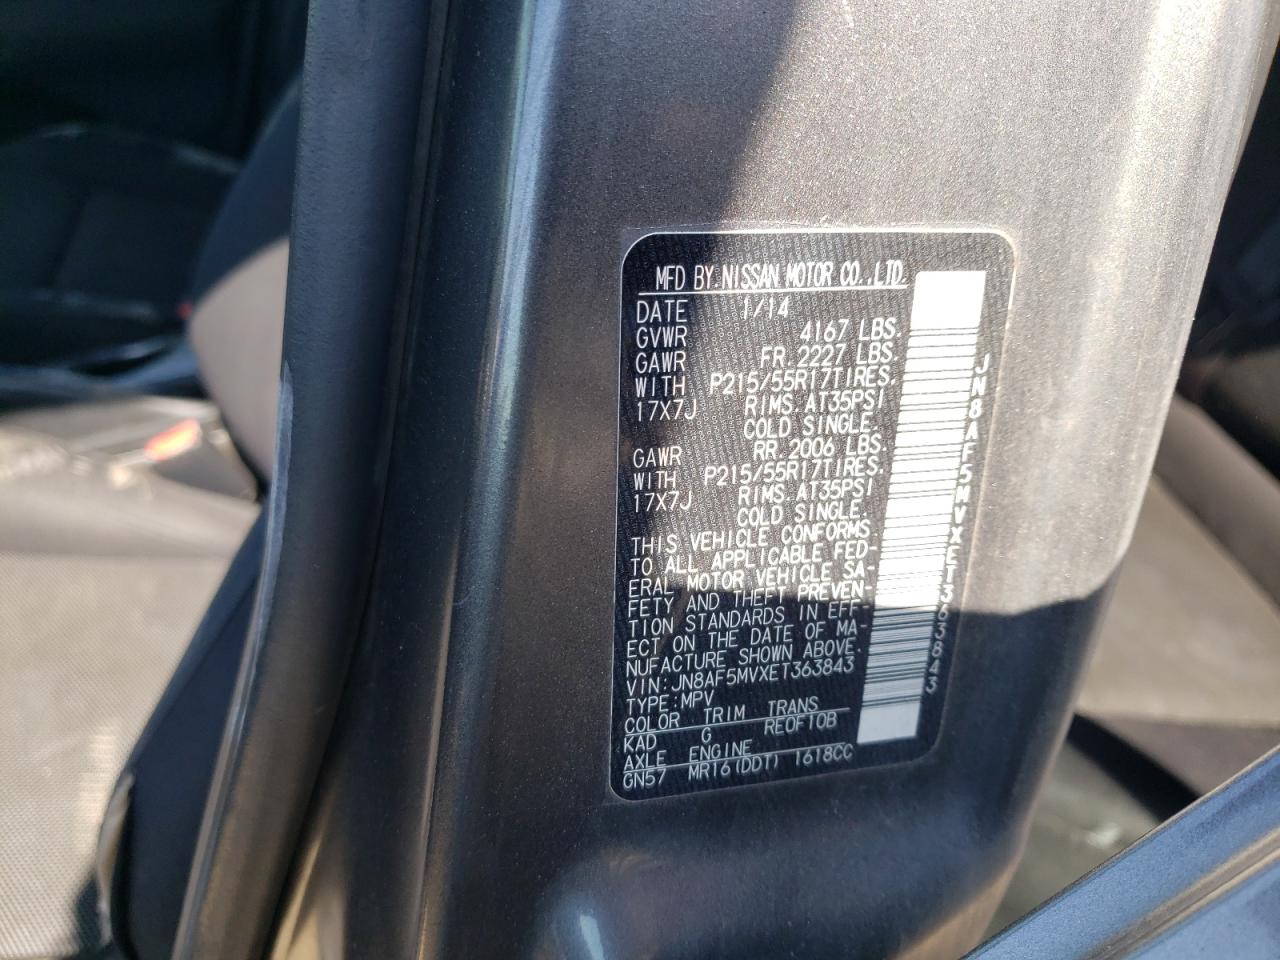 MFD BY.NISSAN MOTOR CO.,LTD.
DATE 1/14
GVWR 4167 LBS.
GAWR FR.2227 LBS.
WITH P215/55R17TIRES.
17X7J RIMS.AT35PSI
COLD SINGLE.
GAWR RR.2006 LBS.
WITH P215/55R17TIRES.
17X7J RIMS.AT35PSI
COLD SINGLE.
THIS VEHICLE CONFORMS
TO ALL APPLICABLE FED-
ERAL MOTOR VEHICLE SA-
FETY AND THEFT PREVEN-
TION STANDARDS IN EFF-
ECT ON THE DATE OF MA-
NUFACTURE SHOWN ABOVE.
VIN:JN8AF5MVXET363843
TYPE:MPV
COLOR TRIM TRANS
KAD G RE0F10B
AXLE ENGINE
GN57 MR16(DDT) 1618CC
JN8AF5MVXET363843